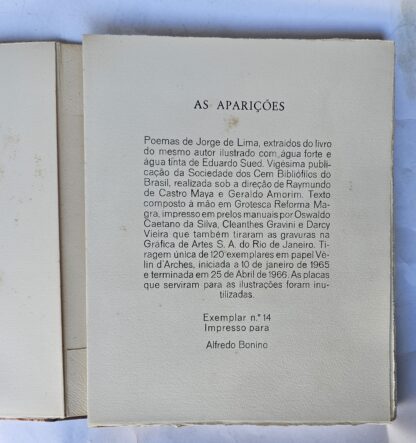 AS APARIÇÓES
Poemas de Jorge de Lima, extraidos do livro
do mesmo autor ilustrado com água forte e
água tinta de Eduardo Sued. Vigésima publi-
cação da Sociedade dos Cem Bibliófilos do
Brasil, realizada sob a direção de Raymundo
de Castro Maya e Geraldo Amorim. Texto
composto à mão em Grotesca Reforma Ma-
gra, impresso em prelos manuais por Oswaldo
Caetano da Silva, Cleanthes Gravini e Darcy
Vieira que também tiraram as gravuras na
Gráfica de Artes S. A. do Rio de Janeiro. Ti-
ragem única de 120 exemplares em papel Vé-
lin d'Arches, iniciada a 10 de janeiro de 1965
e terminada em 25 de Abril de 1966. As placas
que serviram para as ilustrações foram inu-
tilizadas.
Exemplar n.º 14
Impresso para
Alfredo Bonino